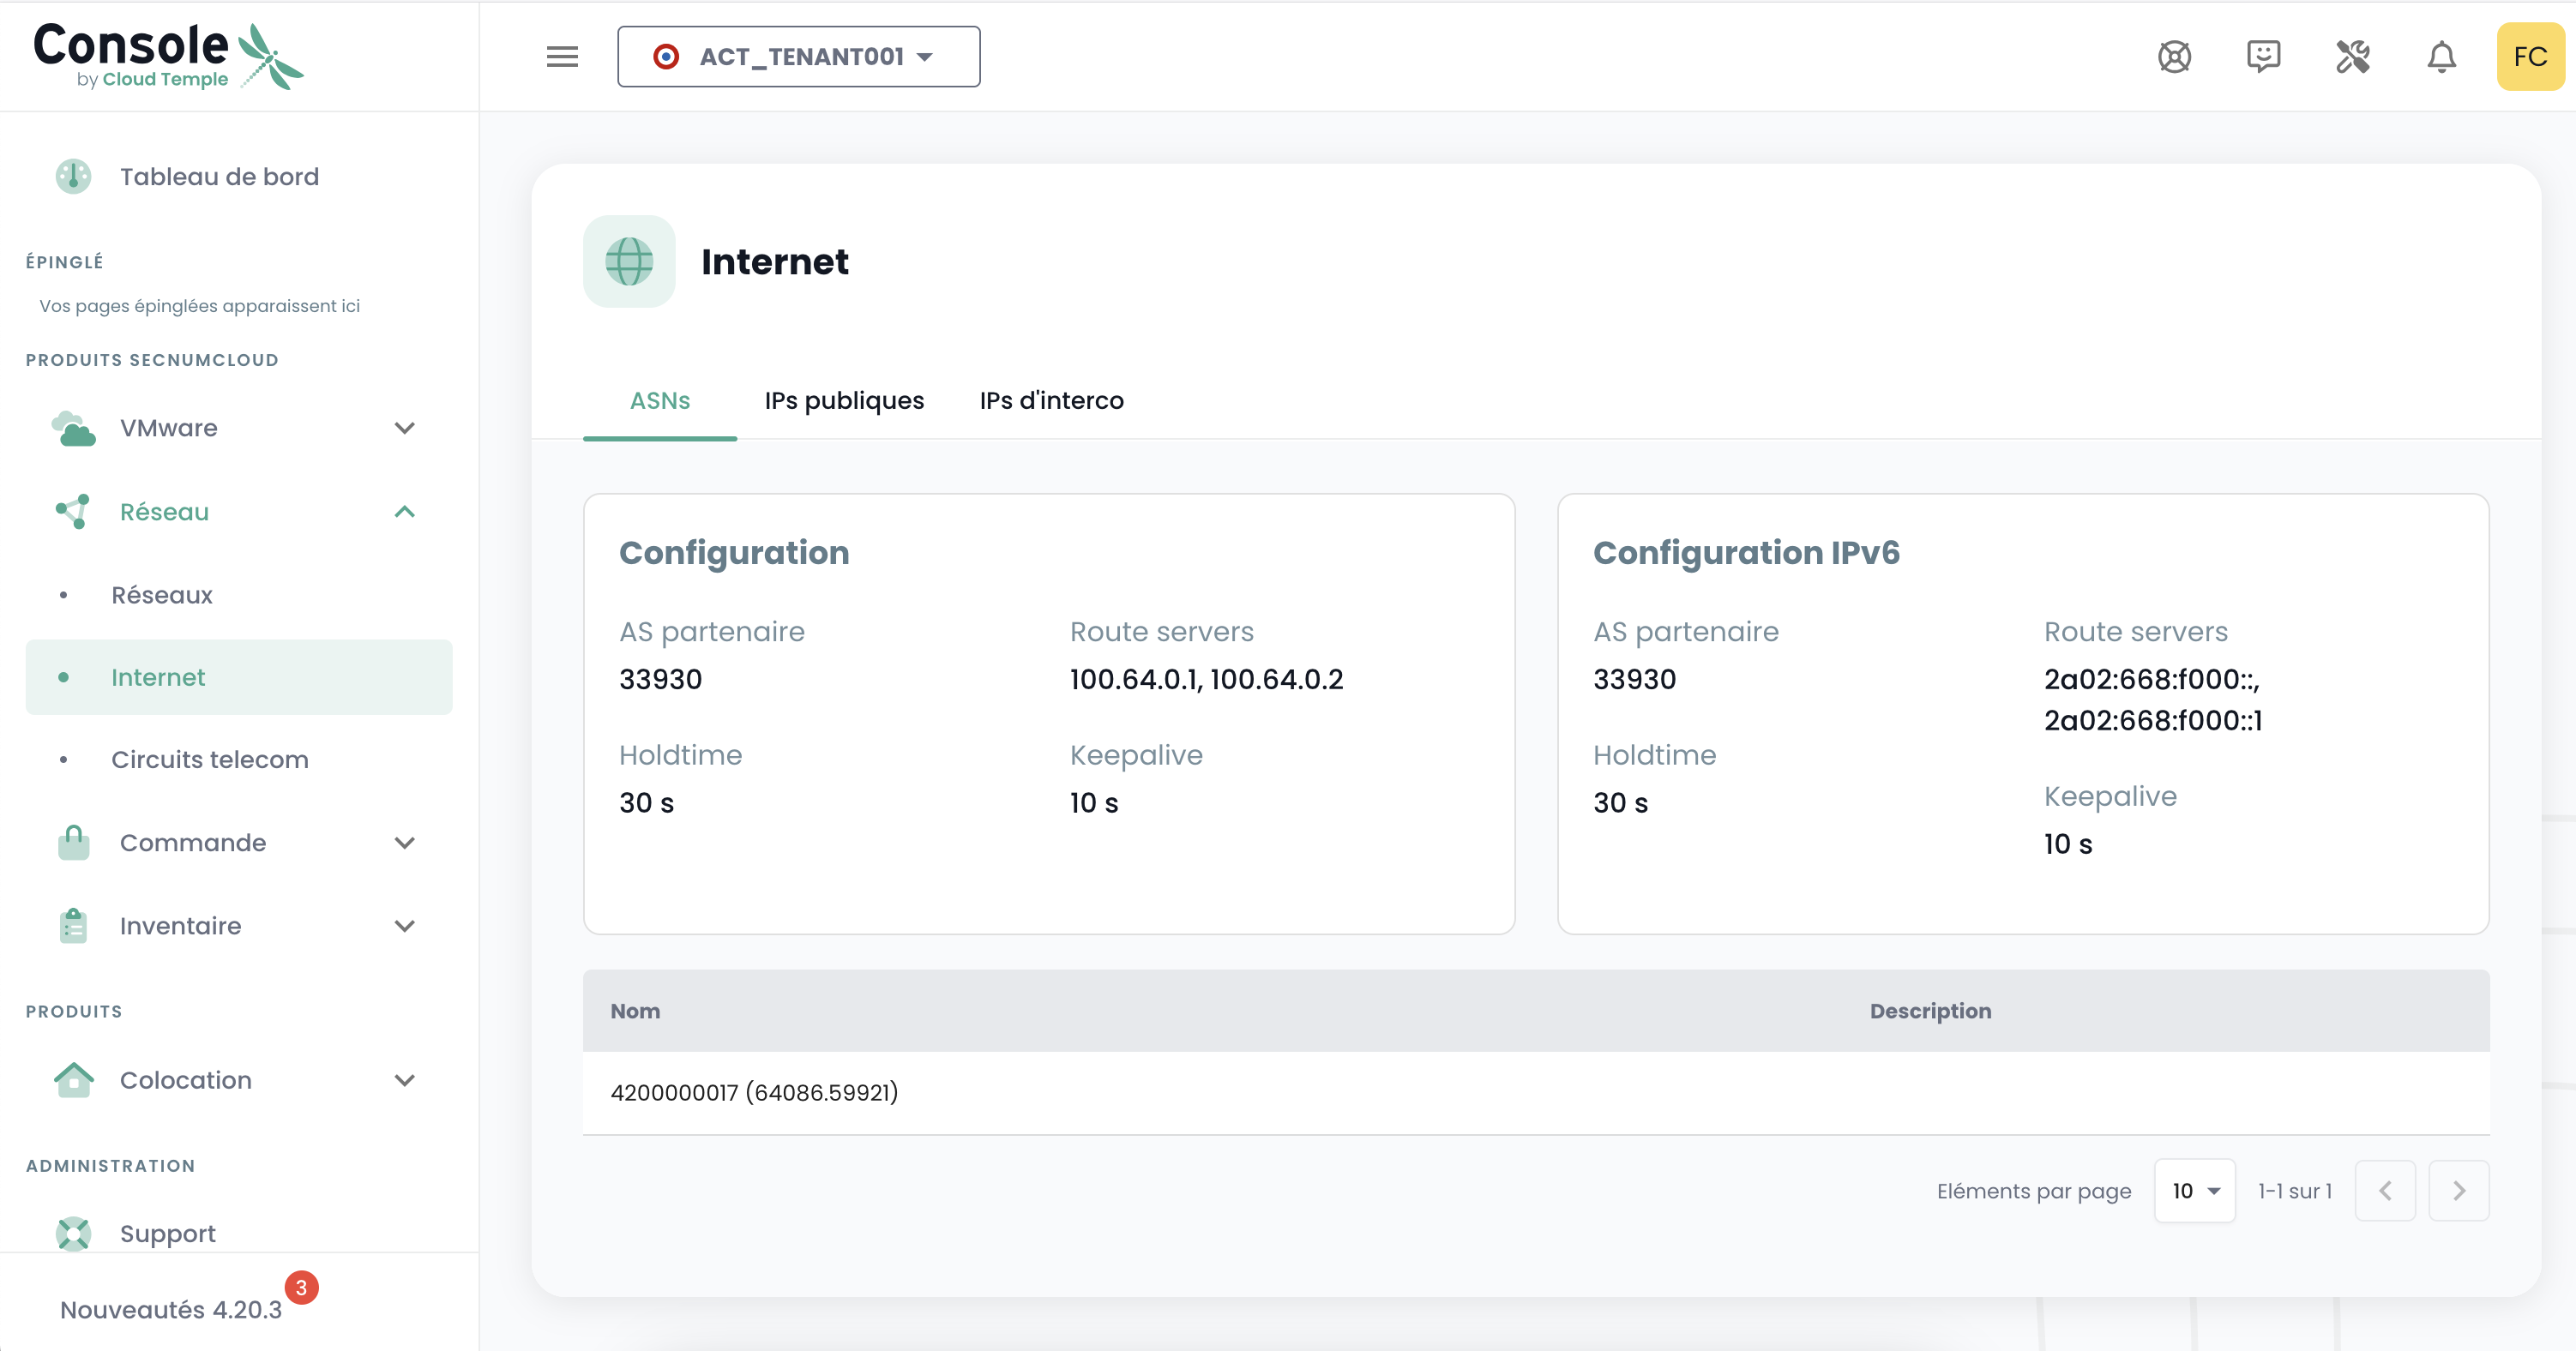 Console
by Cloud Temple
ACT_TENANT001
FC
Tableau de bord
ÉPINGLÉ
Vos pages épinglées apparaissent ici
PRODUITS SECNUMCLOUD
VMware
Réseau
Réseaux
Internet
Circuits telecom
Commande
Inventaire
PRODUITS
Colocation
ADMINISTRATION
Support
Nouveautés 4.20.3
3
Internet
ASNs IPs publiques IPs d'interco
Configuration
AS partenaire
33930
Route servers
100.64.0.1, 100.64.0.2
Holdtime
30 s
Keepalive
10 s
Configuration IPv6
AS partenaire
33930
Route servers
2a02:668:f000::,
2a02:668:f000::1
Holdtime
30 s
Keepalive
10 s
Nom Description
4200000017 (64086.59921)
Eléments par page 10 1-1 sur 1